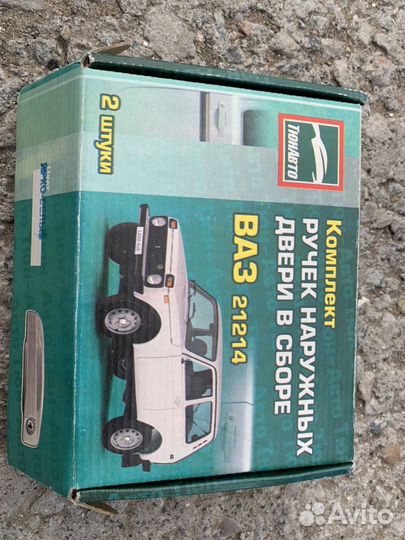 ТюнАвто
Комплект
РУЧЕК НАРУЖНЫХ
ДВЕРИ В СБОРЕ
ВАЗ 21214
2 штуки
Avito